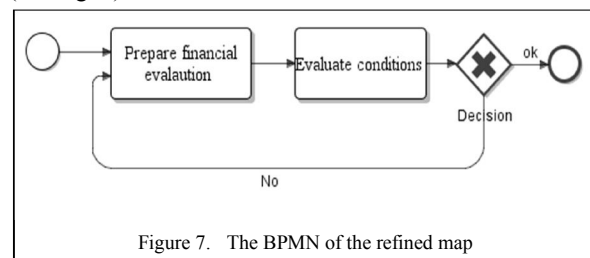 Prepare financial
evalaution
Evaluate conditions
ok
Decision
No
Figure 7. The BPMN of the refined map